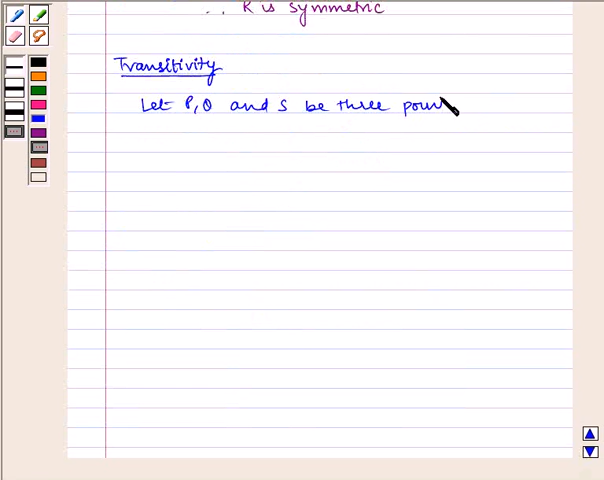 ∴ R is symmetric
Transitivity
Let P, Q and S be three poin